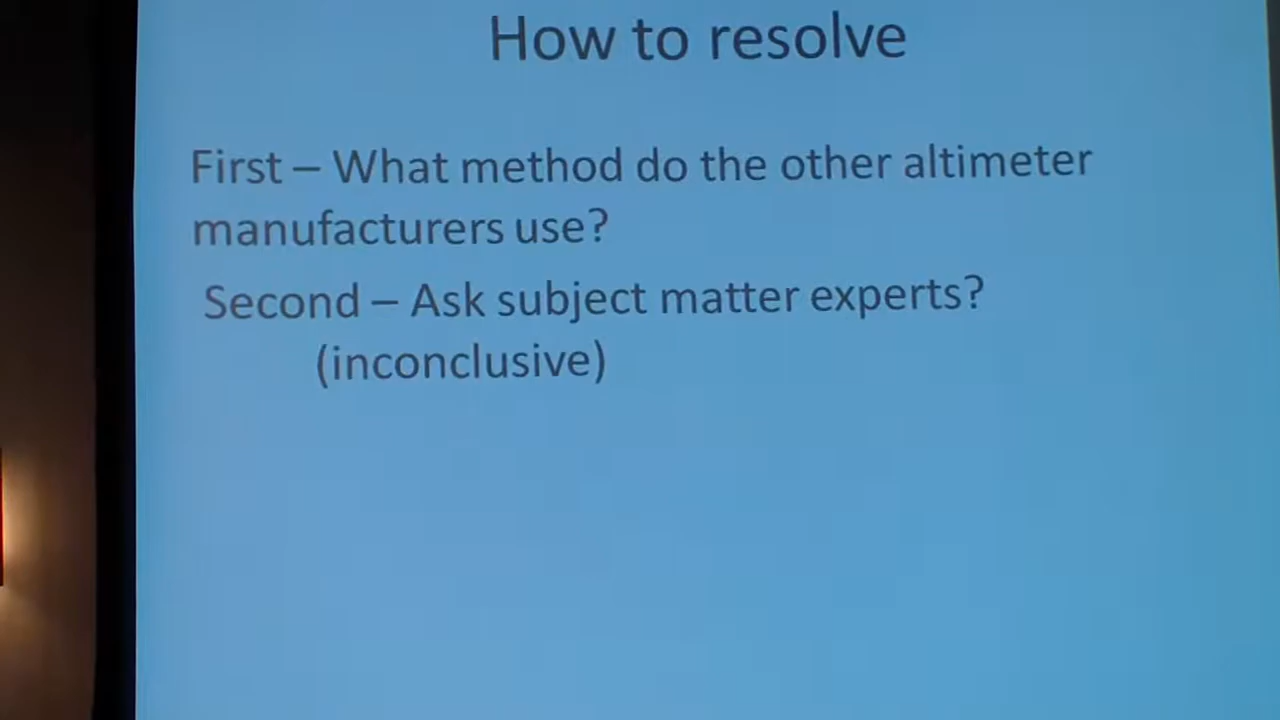 How to resolve
First – What method do the other altimeter
manufacturers use?
Second – Ask subject matter experts?
(inconclusive)